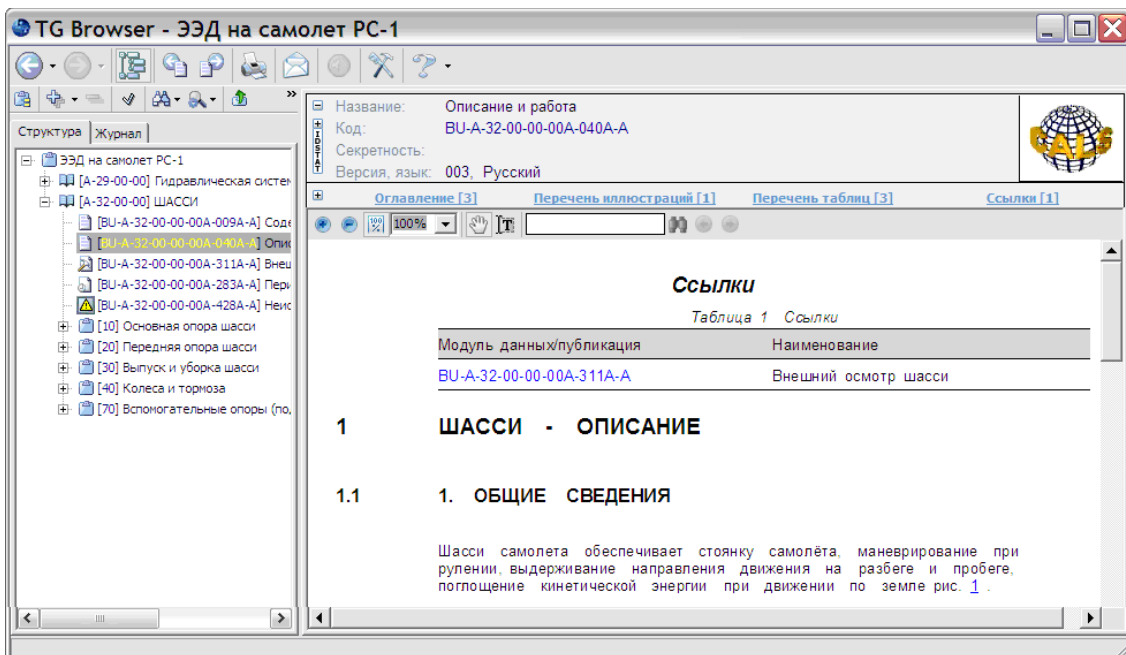 TG Browser - ЭЭД на самолет РС-1
»
Структура Журнал
ЭЭД на самолет РС-1
[A-29-00-00] Гидравлическая систем
[A-32-00-00] ШАССИ
[BU-A-32-00-00-00A-009A-A] Соде
[BU-A-32-00-00-00A-040A-A] Опис
[BU-A-32-00-00-00A-311A-A] Внеш
[BU-A-32-00-00-00A-283A-A] Пери
[BU-A-32-00-00-00A-428A-A] Неис
[10] Основная опора шасси
[20] Передняя опора шасси
[30] Выпуск и уборка шасси
[40] Колеса и тормоза
[70] Вспомогательные опоры (по,
IDSTAT
Название: Описание и работа
Код: BU-A-32-00-00-00A-040A-A
Секретность:
Версия, язык: 003, Русский
CALS
Оглавление [3] Перечень иллюстраций [1] Перечень таблиц [3] Ссылки [1]
100%
Ссылки
Таблица 1 Ссылки
Модуль данных/публикация Наименование
BU-A-32-00-00-00A-311A-A Внешний осмотр шасси
1 ШАССИ - ОПИСАНИЕ
1.1 1. ОБЩИЕ СВЕДЕНИЯ
Шасси самолета обеспечивает стоянку самолёта, маневрирование при
рулении, выдерживание направления движения на разбеге и пробеге,
поглощение кинетической энергии при движении по земле рис. 1 .